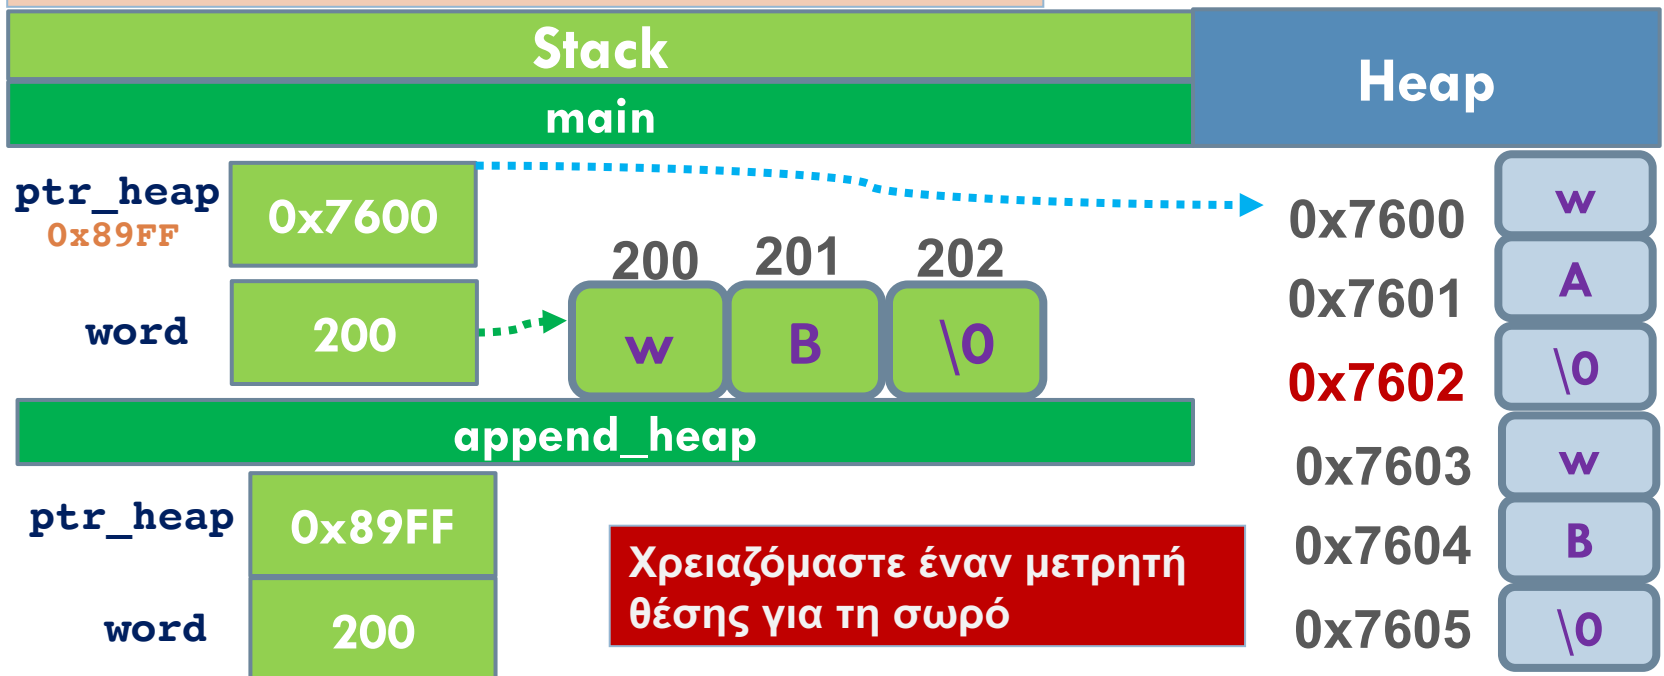 Stack
Heap
main
ptr_heap
0x89FF
0x7600
word
200
200 201 202
w B \0
0x7600 w
0x7601 A
0x7602 \0
0x7603 w
0x7604 B
0x7605 \0
append_heap
ptr_heap
0x89FF
word
200
Χρειαζόμαστε έναν μετρητή
θέσης για τη σωρό